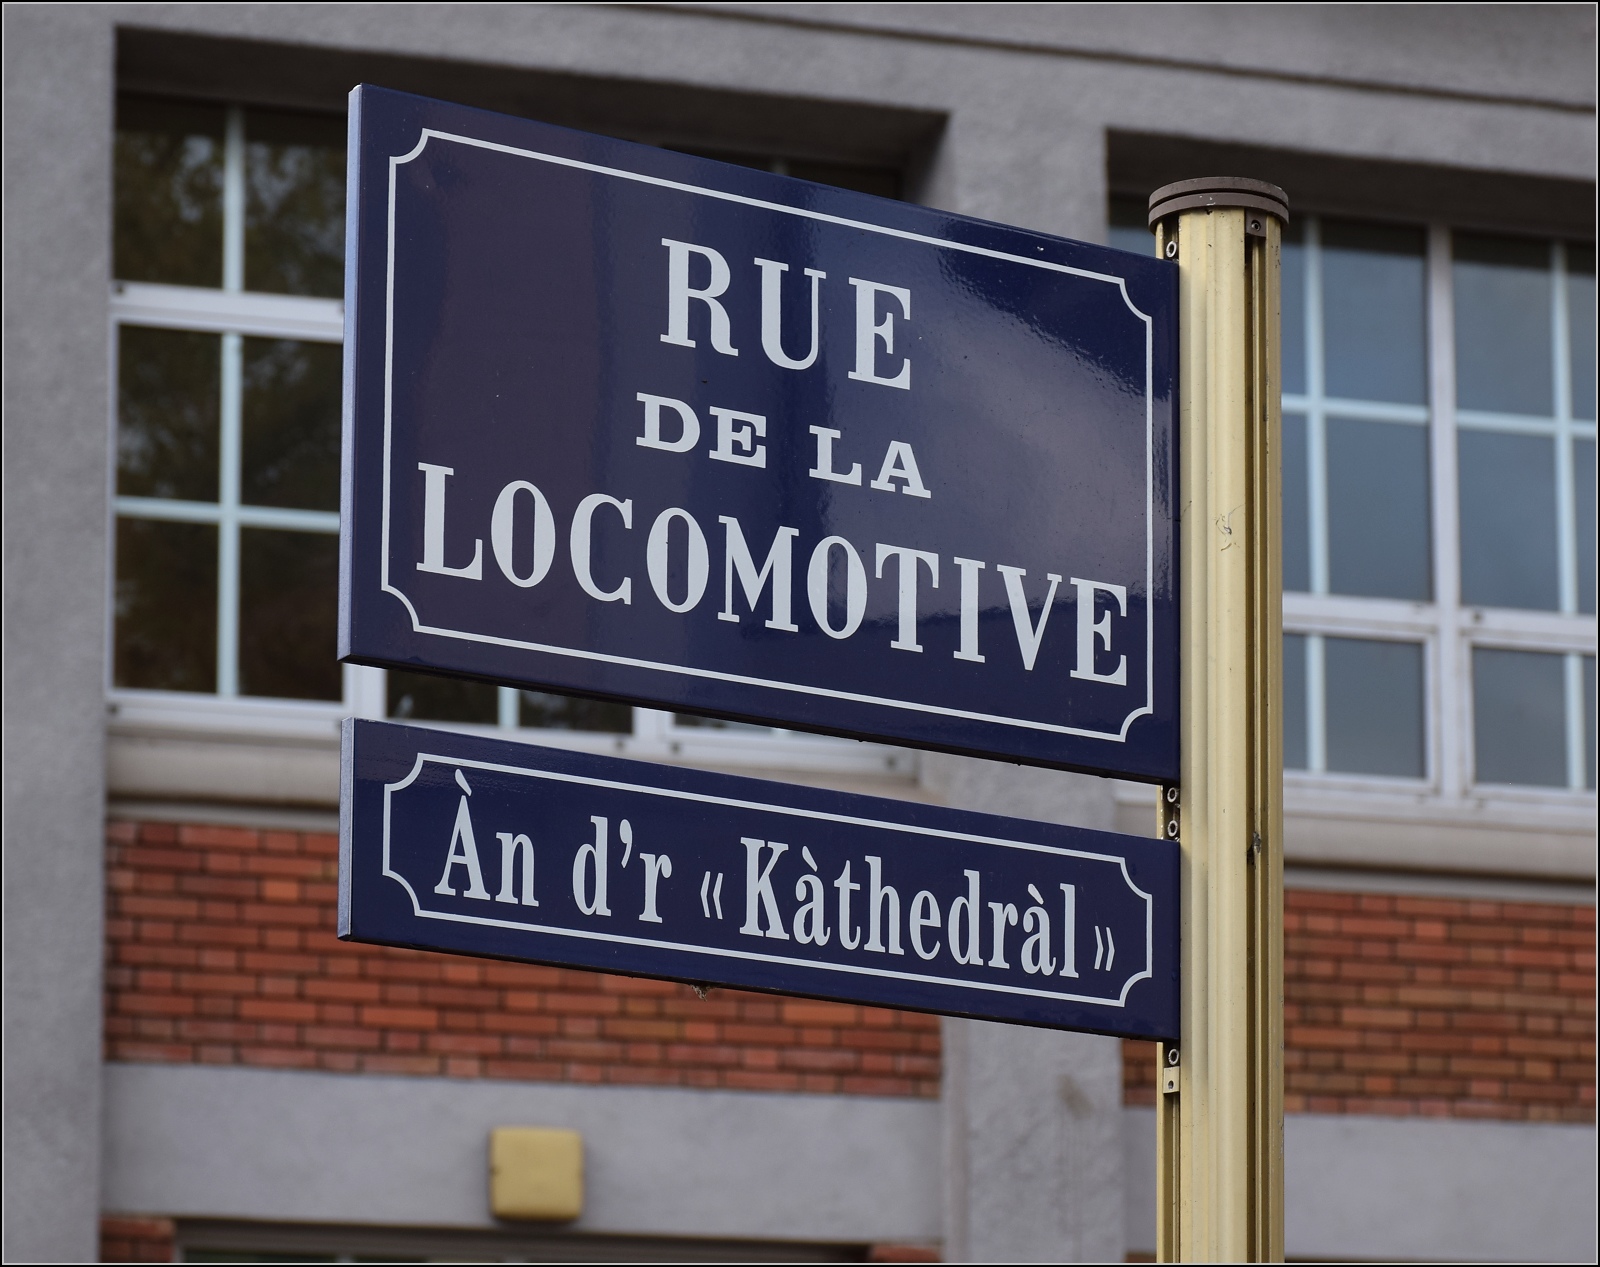 RUE
DE LA
LOCOMOTIVE
Àn d’r « Kàthedràl »